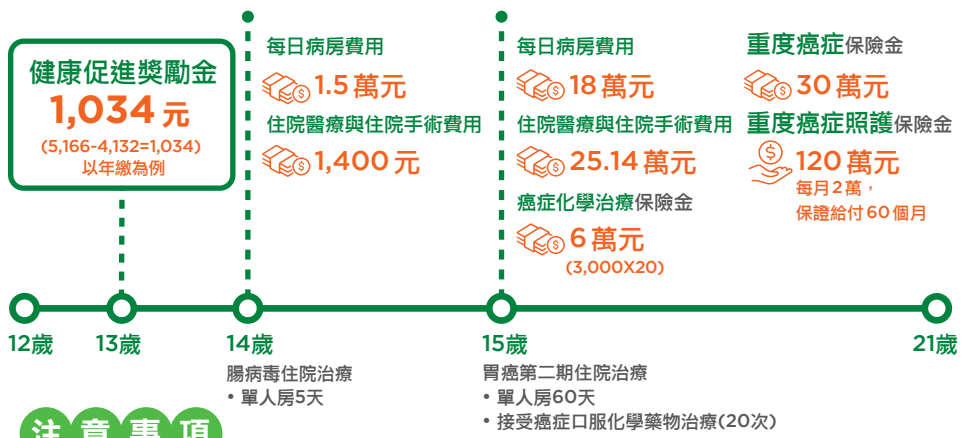 健康促進獎勵金
1,034 元
(5,166-4,132=1,034)
以年繳為例
每日病房費用
1.5 萬元
住院醫療與住院手術費用
1,400 元
每日病房費用
18 萬元
住院醫療與住院手術費用
25.14 萬元
癌症化學治療保險金
6 萬元
(3,000X20)
重度癌症保險金
30 萬元
重度癌症照護保險金
120 萬元
每月2萬，
保證給付60個月
12歲
13歲
14歲
15歲
21歲
腸病毒住院治療
• 單人房5天
胃癌第二期住院治療
• 單人房60天
• 接受癌症口服化學藥物治療(20次)
注意事項